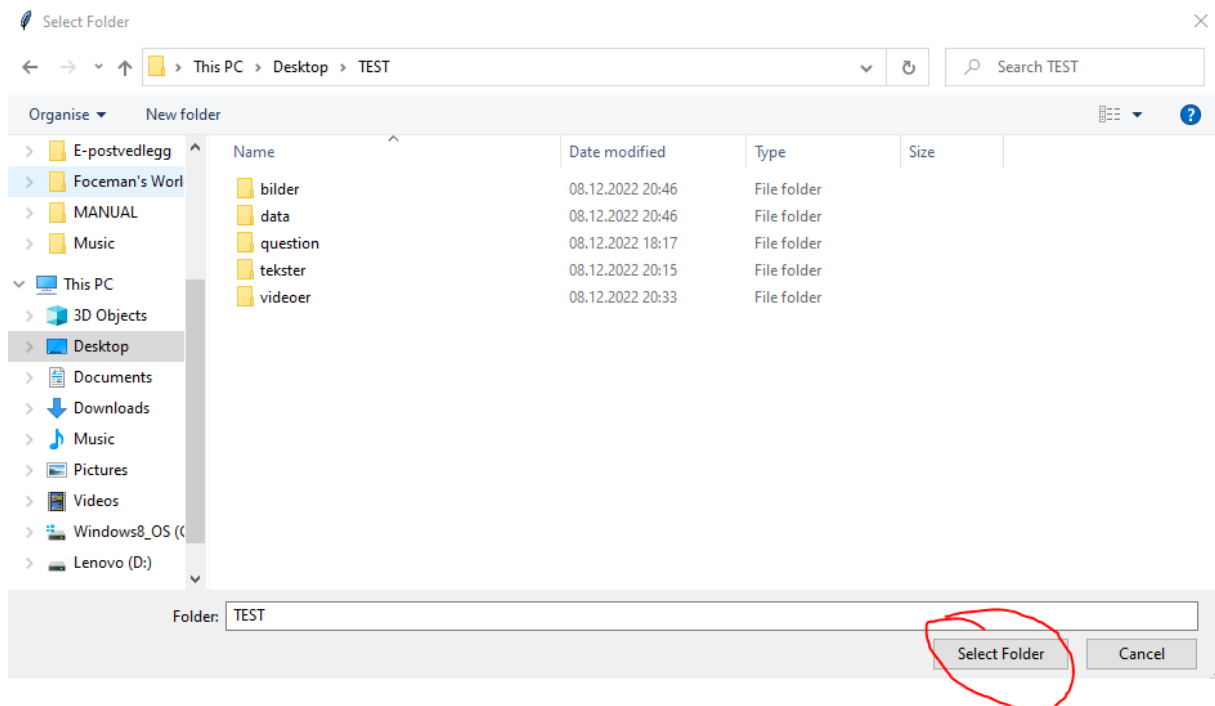 Select Folder
This PC > Desktop > TEST
Search TEST
Organise
New folder
Name
Date modified
Type
Size
E-postvedlegg
Foceman's Worl
MANUAL
Music
This PC
3D Objects
Desktop
Documents
Downloads
Music
Pictures
Videos
Windows8_OS (C
Lenovo (D:)
bilder 08.12.2022 20:46 File folder
data 08.12.2022 20:46 File folder
question 08.12.2022 18:17 File folder
tekster 08.12.2022 20:15 File folder
videoer 08.12.2022 20:33 File folder
Folder: TEST
Select Folder
Cancel